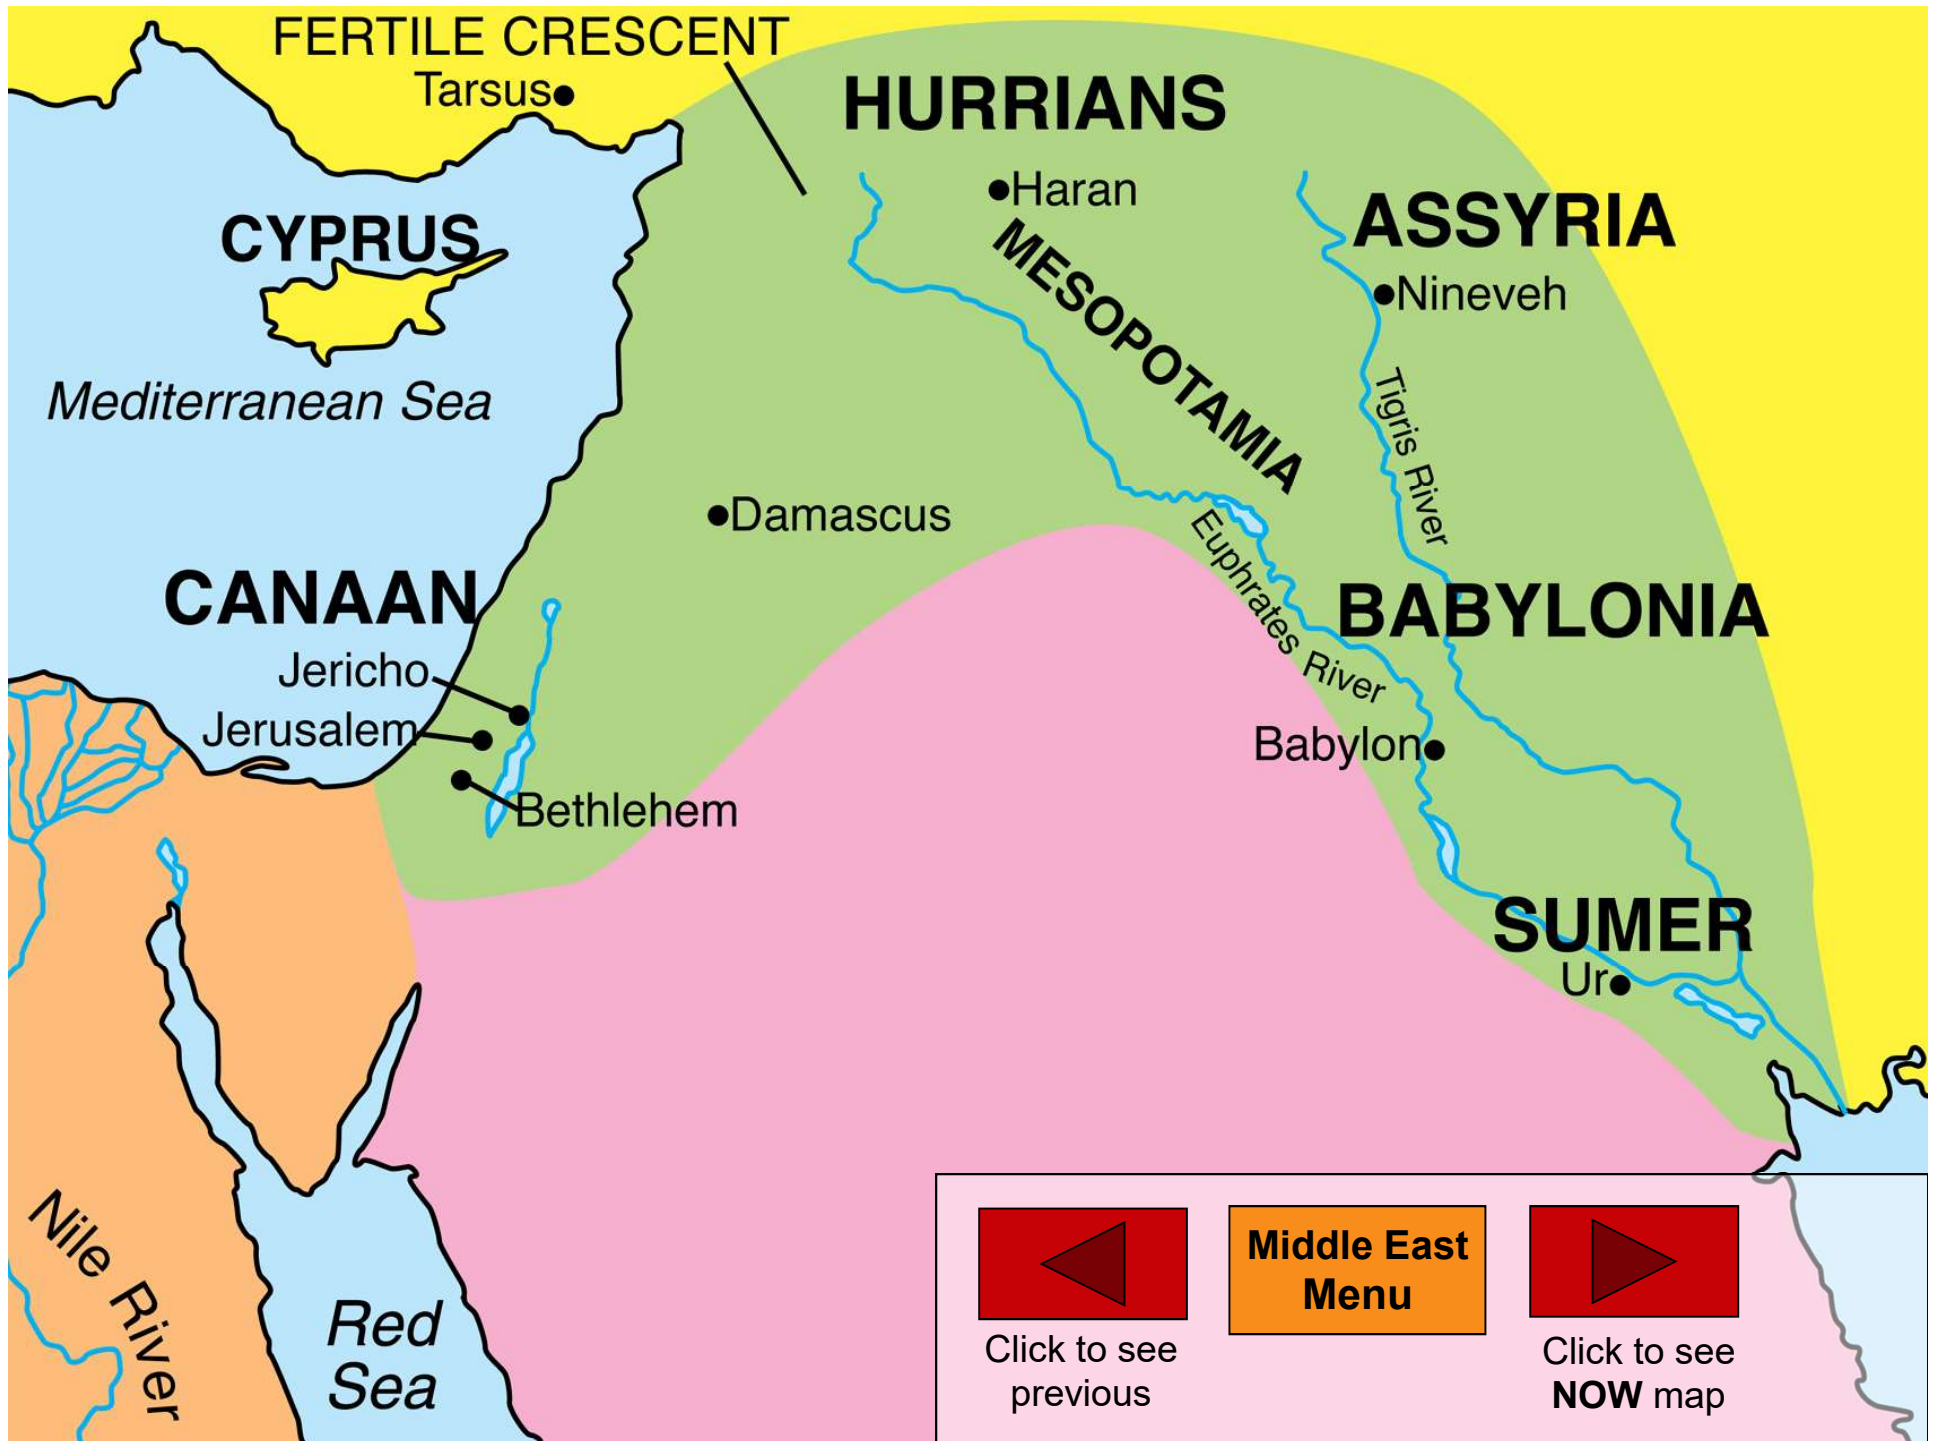 FERTILE CRESCENT
Tarsus
HURRIANS
Haran
ASSYRIA
CYPRUS
MESOPOTAMIA
Nineveh
Mediterranean Sea
Tigris River
Damascus
Euphrates River
CANAAN
BABYLONIA
Jericho
Jerusalem
Babylon
Bethlehem
SUMER
Ur
Nile River
Red
Sea
Middle East
Menu
Click to see
previous
Click to see
NOW map